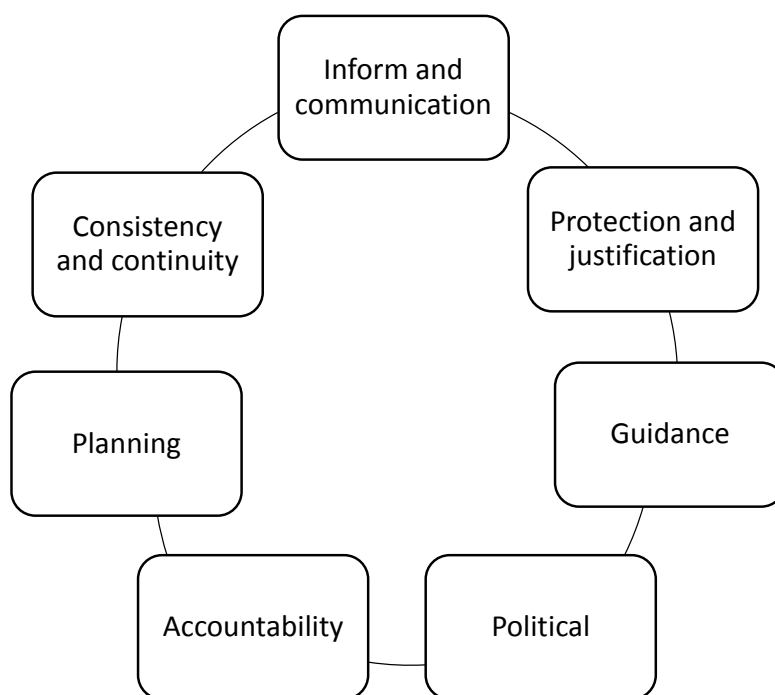 Inform and
communication
Protection and
justification
Guidance
Political
Accountability
Planning
Consistency
and continuity